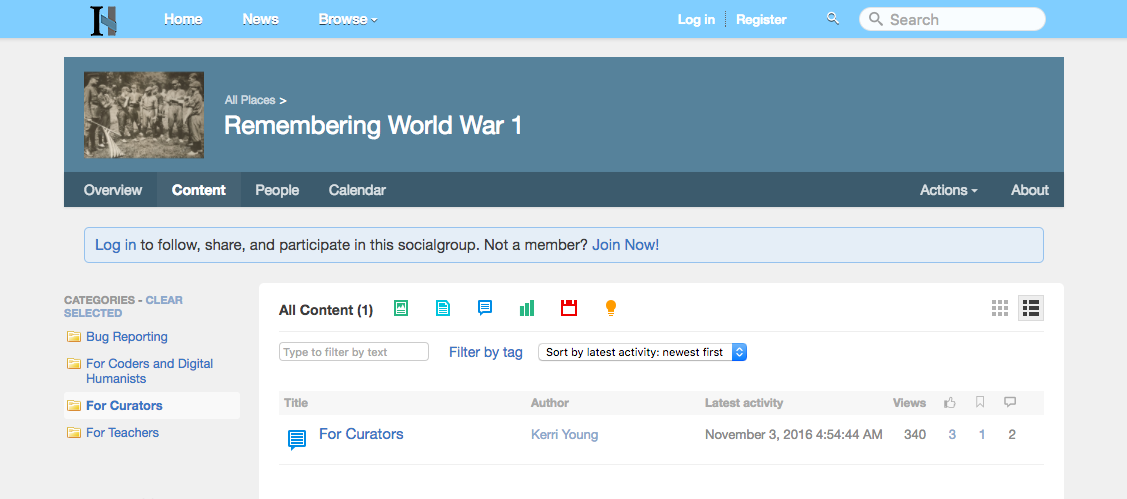 IH
Home News Browse
Log in Register Search
All Places >
Remembering World War 1
Overview Content People Calendar Actions About
Log in to follow, share, and participate in this socialgroup. Not a member? Join Now!
CATEGORIES - CLEAR
SELECTED
Bug Reporting
For Coders and Digital
Humanists
For Curators
For Teachers
All Content (1)
Type to filter by text Filter by tag Sort by latest activity: newest first
Title Author Latest activity Views
For Curators Kerri Young November 3, 2016 4:54:44 AM 340 3 1 2